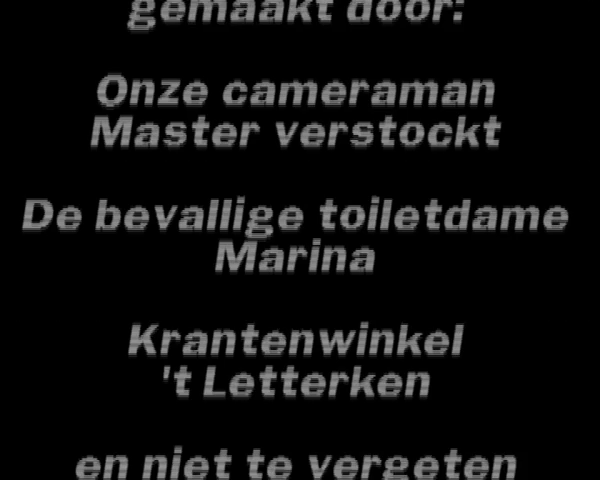 gemaakt door:
Onze cameraman
Master verstockt
De bevallige toiletdame
Marina
Krantenwinkel
't Letterken
en niet te vergeten